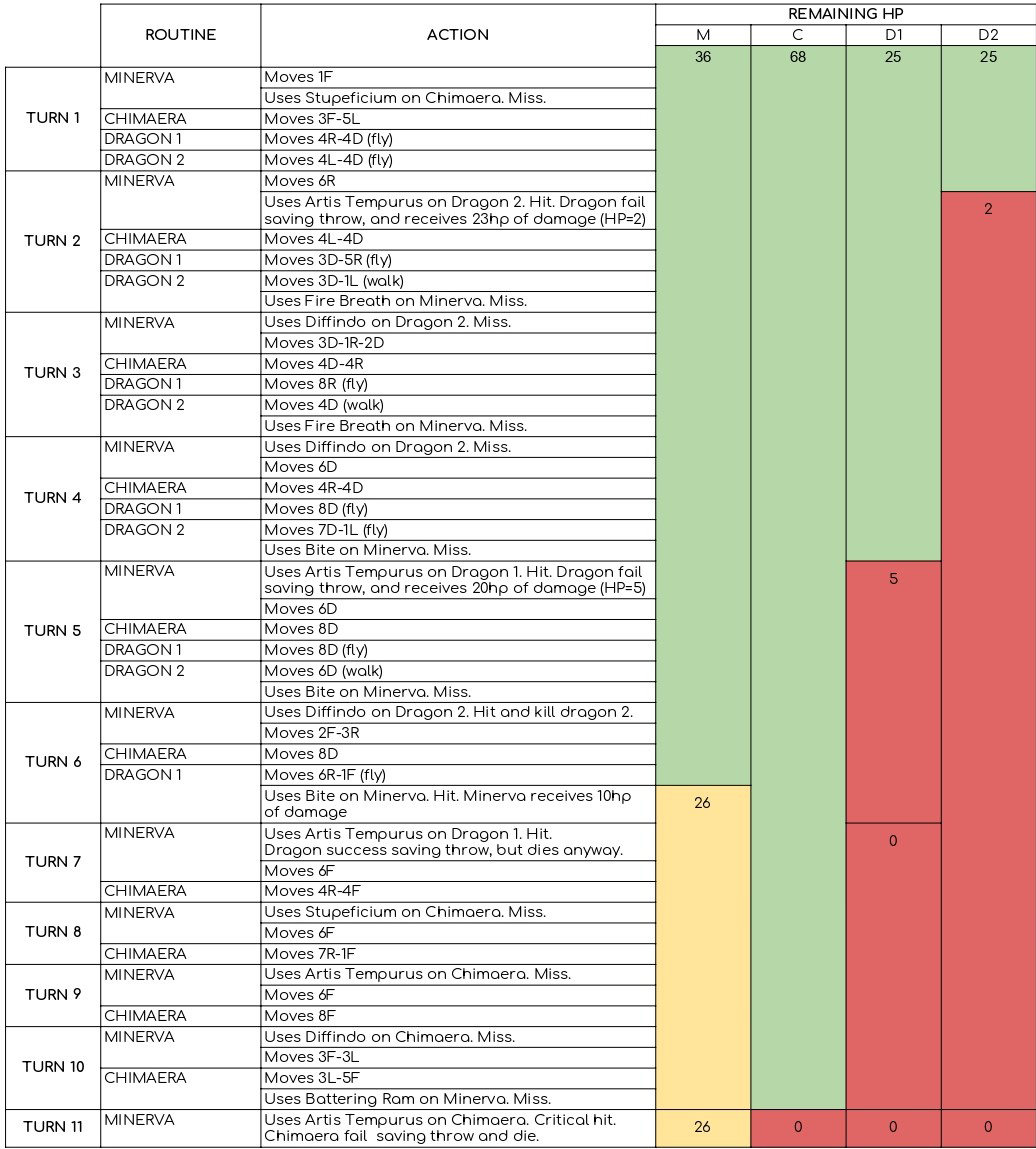 REMAINING HP
ROUTINE ACTION M C D1 D2
36 68 25 25
TURN 1
MINERVA Moves 1F
Uses Stupeficium on Chimaera. Miss.
CHIMAERA Moves 3F-5L
DRAGON 1 Moves 4R-4D (fly)
DRAGON 2 Moves 4L-4D (fly)
TURN 2
MINERVA Moves 6R
Uses Artis Tempurus on Dragon 2. Hit. Dragon fail
saving throw, and receives 23hp of damage (HP=2)
2
CHIMAERA Moves 4L-4D
DRAGON 1 Moves 3D-5R (fly)
DRAGON 2 Moves 3D-1L (walk)
Uses Fire Breath on Minerva. Miss.
TURN 3
MINERVA Uses Diffindo on Dragon 2. Miss.
Moves 3D-1R-2D
CHIMAERA Moves 4D-4R
DRAGON 1 Moves 8R (fly)
DRAGON 2 Moves 4D (walk)
Uses Fire Breath on Minerva. Miss.
TURN 4
MINERVA Uses Diffindo on Dragon 2. Miss.
Moves 6D
CHIMAERA Moves 4R-4D
DRAGON 1 Moves 8D (fly)
DRAGON 2 Moves 7D-1L (fly)
Uses Bite on Minerva. Miss.
TURN 5
MINERVA Uses Artis Tempurus on Dragon 1. Hit. Dragon fail
saving throw, and receives 20hp of damage (HP=5)
5
Moves 6D
CHIMAERA Moves 8D
DRAGON 1 Moves 8D (fly)
DRAGON 2 Moves 6D (walk)
Uses Bite on Minerva. Miss.
TURN 6
MINERVA Uses Diffindo on Dragon 2. Hit and kill dragon 2.
Moves 2F-3R
CHIMAERA Moves 8D
DRAGON 1 Moves 6R-1F (fly)
Uses Bite on Minerva. Hit. Minerva receives 10hp
of damage
26
TURN 7
MINERVA Uses Artis Tempurus on Dragon 1. Hit.
Dragon success saving throw, but dies anyway.
0
Moves 6F
CHIMAERA Moves 4R-4F
TURN 8
MINERVA Uses Stupeficium on Chimaera. Miss.
Moves 6F
CHIMAERA Moves 7R-1F
TURN 9
MINERVA Uses Artis Tempurus on Chimaera. Miss.
Moves 6F
CHIMAERA Moves 8F
TURN 10
MINERVA Uses Diffindo on Chimaera. Miss.
Moves 3F-3L
CHIMAERA Moves 3L-5F
Uses Battering Ram on Minerva. Miss.
TURN 11
MINERVA Uses Artis Tempurus on Chimaera. Critical hit.
Chimaera fail saving throw and die.
26 0 0 0